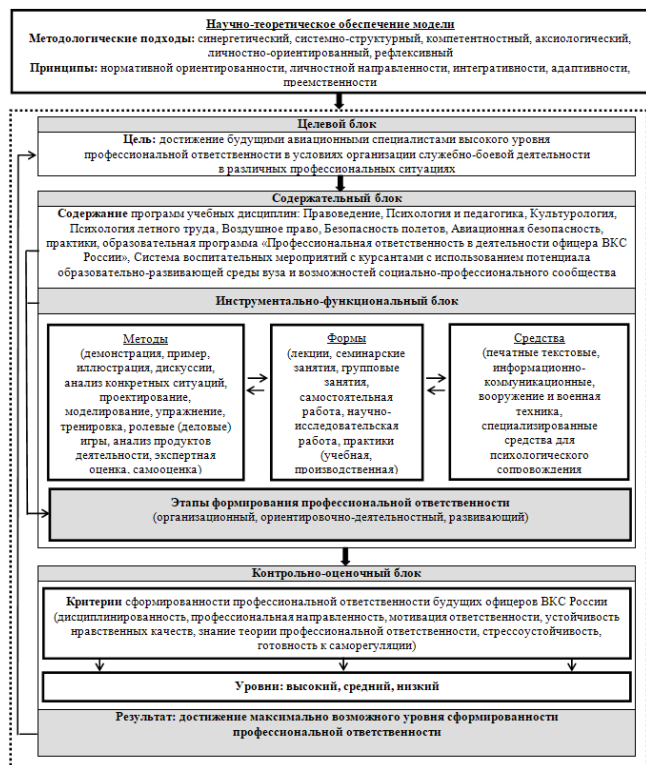 Научно-теоретическое обеспечение модели
Методологические подходы: синергетический, системно-структурный, компетентностный, аксиологический,
личностно-ориентированный, рефлексивный
Принципы: нормативной ориентированности, личностной направленности, интегративности, адаптивности,
преемственности
Целевой блок
Цель: достижение будущими авиационными специалистами высокого уровня
профессиональной ответственности в условиях организации служебно-боевой деятельности
в различных профессиональных ситуациях
Содержательный блок
Содержание программ учебных дисциплин: Правоведение, Психология и педагогика, Культурология,
Психология летного труда, Воздушное право, Безопасность полетов, Авиационная безопасность,
практики, образовательная программа «Профессиональная ответственность в деятельности офицера ВКС
России», Система воспитательных мероприятий с курсантами с использованием потенциала
образовательно-развивающей среды вуза и возможностей социально-профессионального сообщества
Инструментально-функциональный блок
Методы
(демонстрация, пример,
иллюстрация, дискуссии,
анализ конкретных ситуаций,
проектирование,
моделирование, упражнение,
тренировка, ролевые (деловые)
игры, анализ продуктов
деятельности, экспертная
оценка, самооценка)
Формы
(лекции, семинарские
занятия, групповые
занятия,
самостоятельная
работа, научно-
исследовательская
работа, практики
(учебная,
производственная)
Средства
(печатные текстовые,
информационно-
коммуникационные,
вооружение и военная
техника,
специализированные
средства для
психологического
сопровождения
Этапы формирования профессиональной ответственности
(организационный, ориентировочно-деятельностный, развивающий)
Контрольно-оценочный блок
Критерии сформированности профессиональной ответственности будущих офицеров ВКС России
(дисциплинированность, профессиональная направленность, мотивация ответственности, устойчивость
нравственных качеств, знание теории профессиональной ответственности, стрессоустойчивость,
готовность к саморегуляции)
Уровни: высокий, средний, низкий
Результат: достижение максимально возможного уровня сформированности
профессиональной ответственности